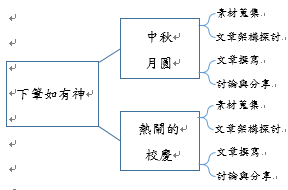 下筆如有神
中秋
月圓
素材蒐集
文章架構探討
文章撰寫
討論與分享
熱鬧的
校慶
素材蒐集
文章架構探討
文章撰寫
討論與分享